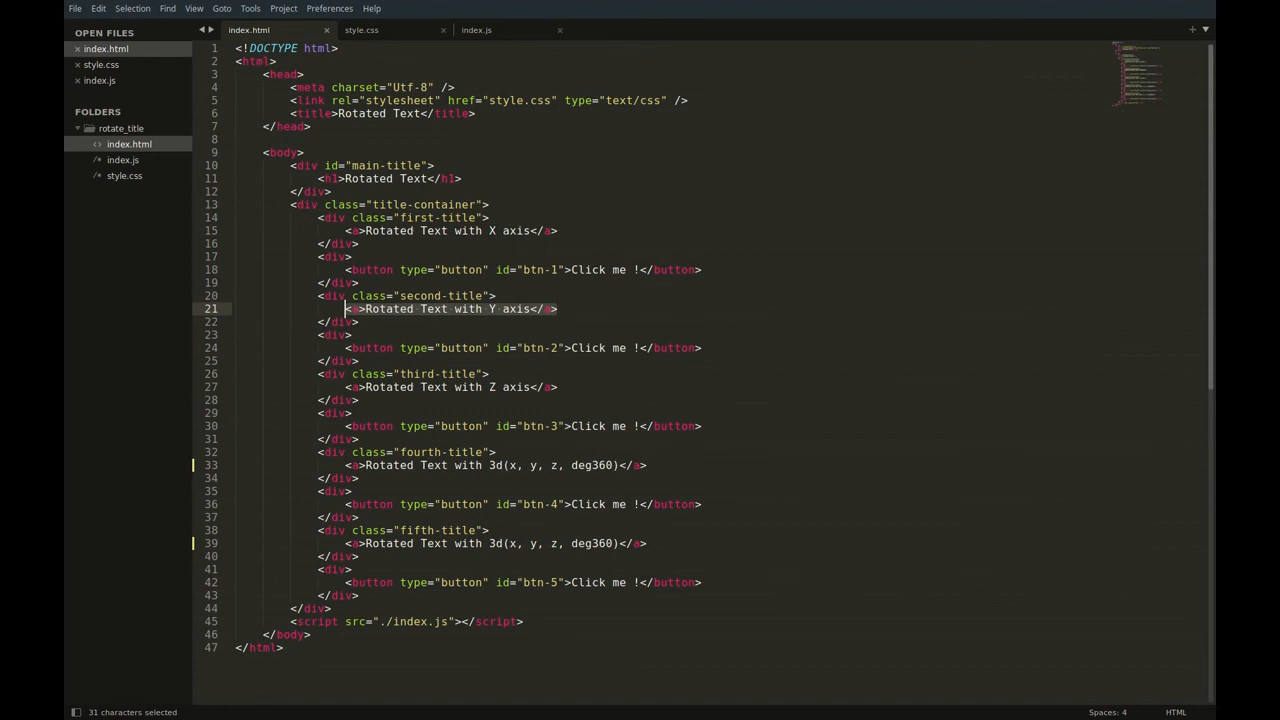 File Edit Selection Find View Goto Tools Project Preferences Help
OPEN FILES
index.html
style.css
index.js
FOLDERS
rotate_title
index.html
index.js
style.css
index.html style.css index.js
1 <!DOCTYPE html>
2 <html>
3 <head>
4 <meta charset="Utf-8" />
5 <link rel="stylesheet" href="style.css" type="text/css" />
6 <title>Rotated Text</title>
7 </head>
8
9 <body>
10 <div id="main-title">
11 <h1>Rotated Text</h1>
12 </div>
13 <div class="title-container">
14 <div class="first-title">
15 <a>Rotated Text with X axis</a>
16 </div>
17 <div>
18 <button type="button" id="btn-1">Click me !</button>
19 </div>
20 <div class="second-title">
21 <a>Rotated Text with Y axis</a>
22 </div>
23 <div>
24 <button type="button" id="btn-2">Click me !</button>
25 </div>
26 <div class="third-title">
27 <a>Rotated Text with Z axis</a>
28 </div>
29 <div>
30 <button type="button" id="btn-3">Click me !</button>
31 </div>
32 <div class="fourth-title">
33 <a>Rotated Text with 3d(x, y, z, deg360)</a>
34 </div>
35 <div>
36 <button type="button" id="btn-4">Click me !</button>
37 </div>
38 <div class="fifth-title">
39 <a>Rotated Text with 3d(x, y, z, deg360)</a>
40 </div>
41 <div>
42 <button type="button" id="btn-5">Click me !</button>
43 </div>
44 </div>
45 <script src="./index.js"></script>
46 </body>
47 </html>
31 characters selected Spaces: 4 HTML